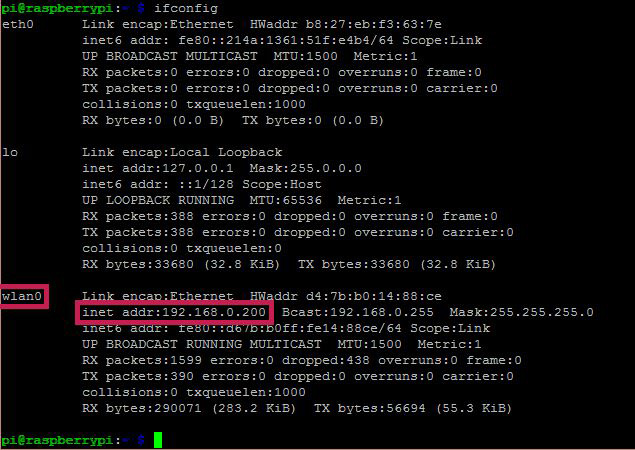 pi@raspberrypi:~ $ ifconfig
eth0      Link encap:Ethernet  HWaddr b8:27:eb:f3:63:7e
          inet6 addr: fe80::214a:1361:51f:e4b4/64 Scope:Link
          UP BROADCAST MULTICAST  MTU:1500  Metric:1
          RX packets:0 errors:0 dropped:0 overruns:0 frame:0
          TX packets:0 errors:0 dropped:0 overruns:0 carrier:0
          collisions:0 txqueuelen:1000
          RX bytes:0 (0.0 B)  TX bytes:0 (0.0 B)
lo        Link encap:Local Loopback
          inet addr:127.0.0.1  Mask:255.0.0.0
          inet6 addr: ::1/128 Scope:Host
          UP LOOPBACK RUNNING  MTU:65536  Metric:1
          RX packets:388 errors:0 dropped:0 overruns:0 frame:0
          TX packets:388 errors:0 dropped:0 overruns:0 carrier:0
          collisions:0 txqueuelen:0
          RX bytes:33680 (32.8 KiB)  TX bytes:33680 (32.8 KiB)
wlan0     Link encap:Ethernet  HWaddr d4:7b:b0:14:88:ce
          inet addr:192.168.0.200  Bcast:192.168.0.255  Mask:255.255.255.0
          inet6 addr: fe80::d67b:b0ff:fe14:88ce/64 Scope:Link
          UP BROADCAST RUNNING MULTICAST  MTU:1500  Metric:1
          RX packets:1599 errors:0 dropped:438 overruns:0 frame:0
          TX packets:390 errors:0 dropped:0 overruns:0 carrier:0
          collisions:0 txqueuelen:1000
          RX bytes:290071 (283.2 KiB)  TX bytes:56694 (55.3 KiB)
pi@raspberrypi:~ $